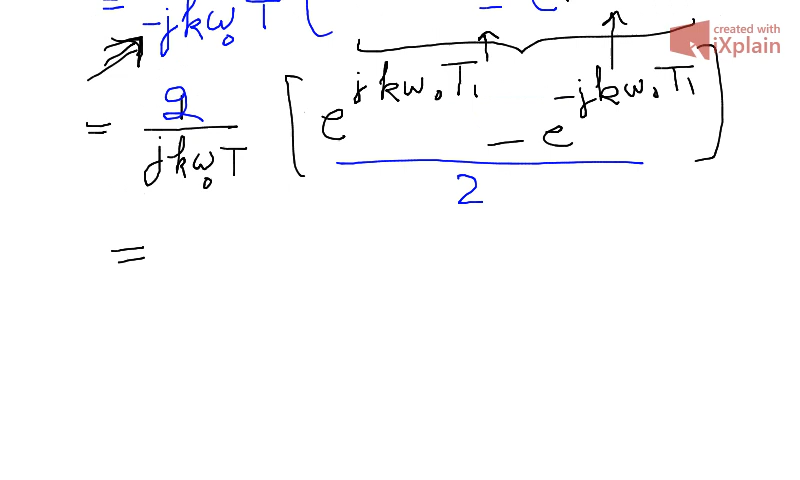 = -jkω₀T [ - e
created with
iXplain
= 2/(jkω₀T) [ (e^(jkω₀T₁) - e^(-jkω₀T₁))/2 ]
=